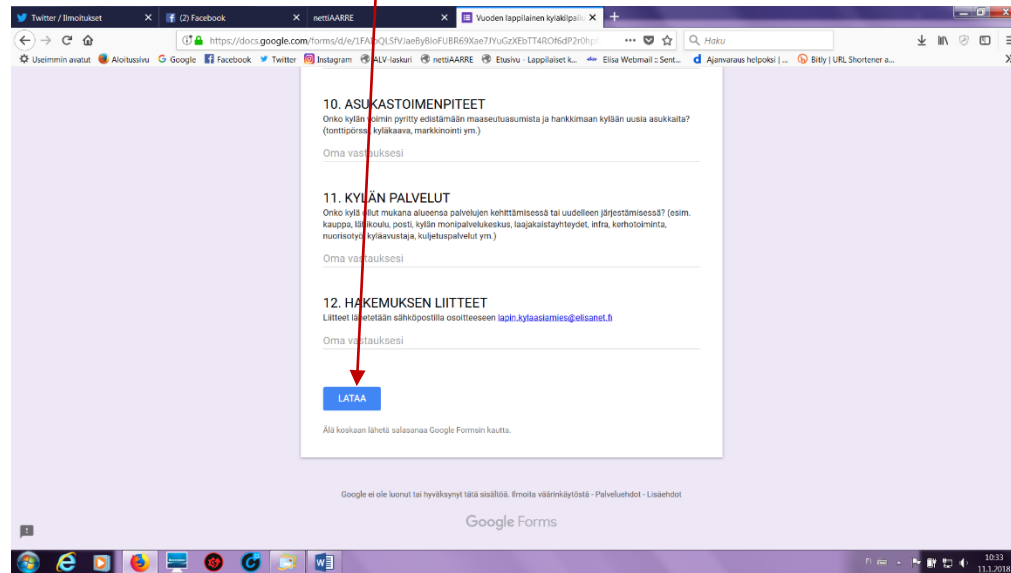 Twitter / Ilmoitukset
(2) Facebook
nettiAARRE
Vuoden lappilainen kyläkilpailu
https://docs.google.com/forms/d/e/
Haku
Useimmin avatut
Aloitussivu
Google
Facebook
Twitter
Instagram
ALV-laskuri
nettiAARRE
Etusivu - Lappilaiset k...
Elisa Webmail :: Sent...
Ajanvaraus helpoksi | ...
Bitly | URL Shortener a...
10. ASUKASTOIMENPITEET
Onko kylän voimin pyritty edistämään maaseutuasumista ja hankkimaan kylään uusia asukkaita?
(tonttipörssi, kyläkaava, markkinointi ym.)
Oma vastauksesi
11. KYLÄN PALVELUT
Onko kylä ollut mukana alueensa palvelujen kehittämisessä tai uudelleen järjestämisessä? (esim.
kauppa, lähikoulu, posti, kylän monipalvelukeskus, laajakaistayhteydet, infra, kerhotoiminta,
nuorisotyö, kyläavustaja, kuljetuspalvelut ym.)
Oma vastauksesi
12. HAKEMUKSEN LIITTEET
Liitteet lähetetään sähköpostilla osoitteeseen lapin.kylaasiamies@elisanet.fi
Oma vastauksesi
LATAA
Älä koskaan lähetä salasanaa Google Formsin kautta.
Google ei ole luonut tai hyväksynyt tätä sisältöä. Ilmoita väärinkäytöstä - Palveluehdot - Lisäehdot
Google Forms
10:33
11.1.2018